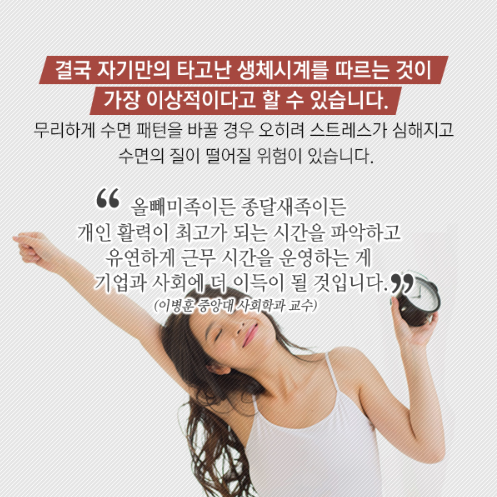 결국 자기만의 타고난 생체시계를 따르는 것이
가장 이상적이다고 할 수 있습니다.
무리하게 수면 패턴을 바꿀 경우 오히려 스트레스가 심해지고
수면의 질이 떨어질 위험이 있습니다.
“ 올빼미족이든 종달새족이든
개인 활력이 최고가 되는 시간을 파악하고
유연하게 근무 시간을 운영하는 게
기업과 사회에 더 이득이 될 것입니다.”
(이병훈 중앙대 사회학과 교수)